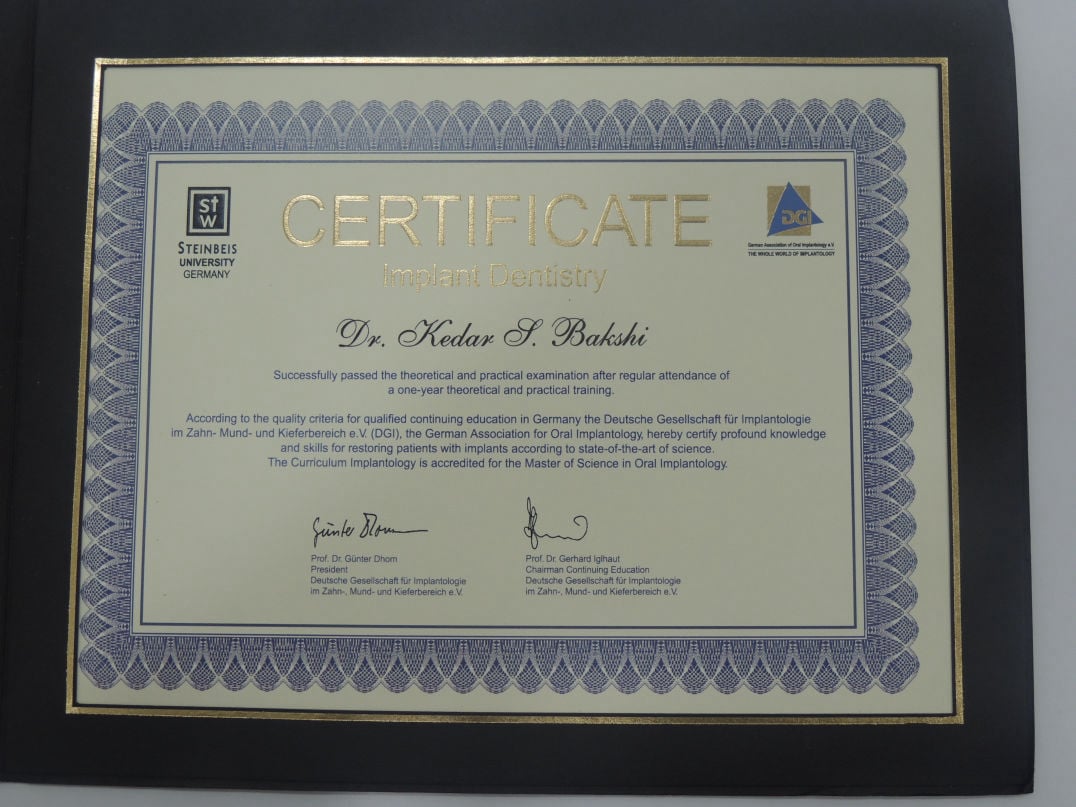 st
w
STEINBEIS
UNIVERSITY
GERMANY
CERTIFICATE
Implant Dentistry
DGI
German Association of Oral Implantology e.V.
THE WHOLE WORLD OF IMPLANTOLOGY
Dr. Kedar S. Bakshi
Successfully passed the theoretical and practical examination after regular attendance of
a one-year theoretical and practical training.
According to the quality criteria for qualified continuing education in Germany the Deutsche Gesellschaft für Implantologie
im Zahn- Mund- und Kieferbereich e.V. (DGI), the German Association for Oral Implantology, hereby certify profound knowledge
and skills for restoring patients with implants according to state-of-the-art of science.
The Curriculum Implantology is accredited for the Master of Science in Oral Implantology.
Günter Dhom
Prof. Dr. Günter Dhom
President
Deutsche Gesellschaft für Implantologie
im Zahn-, Mund- und Kieferbereich e.V.
Prof. Dr. Gerhard Iglhaut
Chairman Continuing Education
Deutsche Gesellschaft für Implantologie
im Zahn-, Mund- und Kieferbereich e.V.